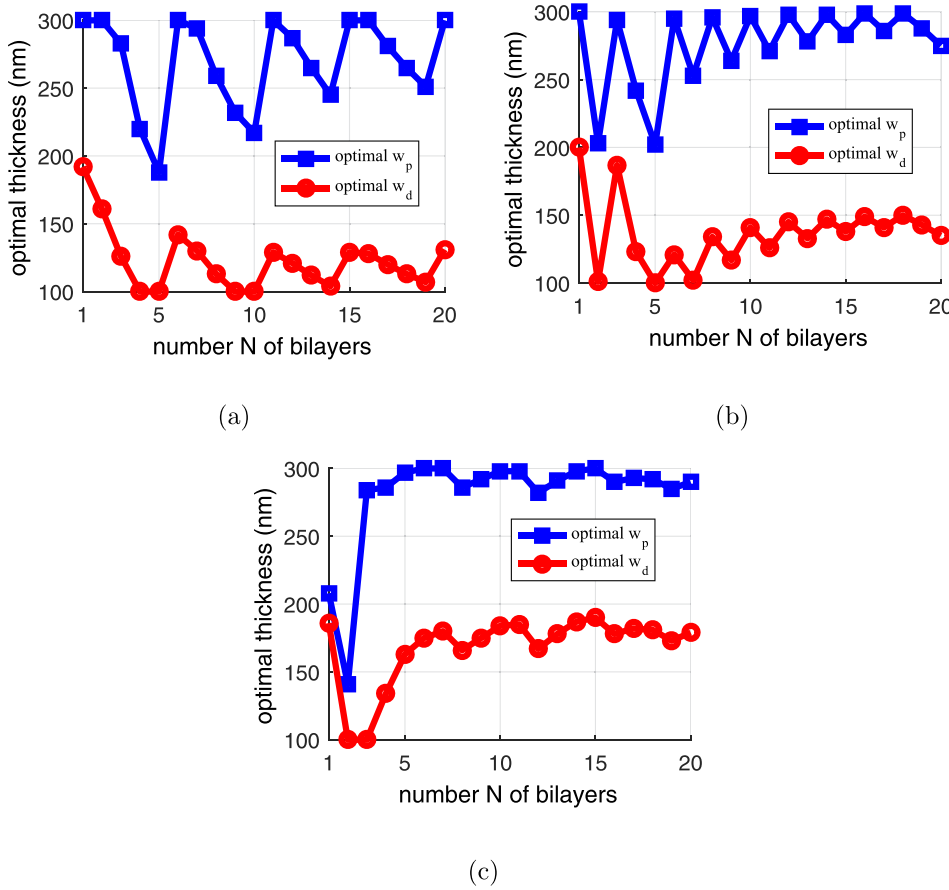 300
250
200
150
100
optimal thickness (nm)
optimal w_p
optimal w_d
1 5 10 15 20
number N of bilayers
(a)
300
250
200
150
100
optimal thickness (nm)
optimal w_p
optimal w_d
1 5 10 15 20
number N of bilayers
(b)
300
250
200
150
100
optimal thickness (nm)
optimal w_p
optimal w_d
1 5 10 15 20
number N of bilayers
(c)